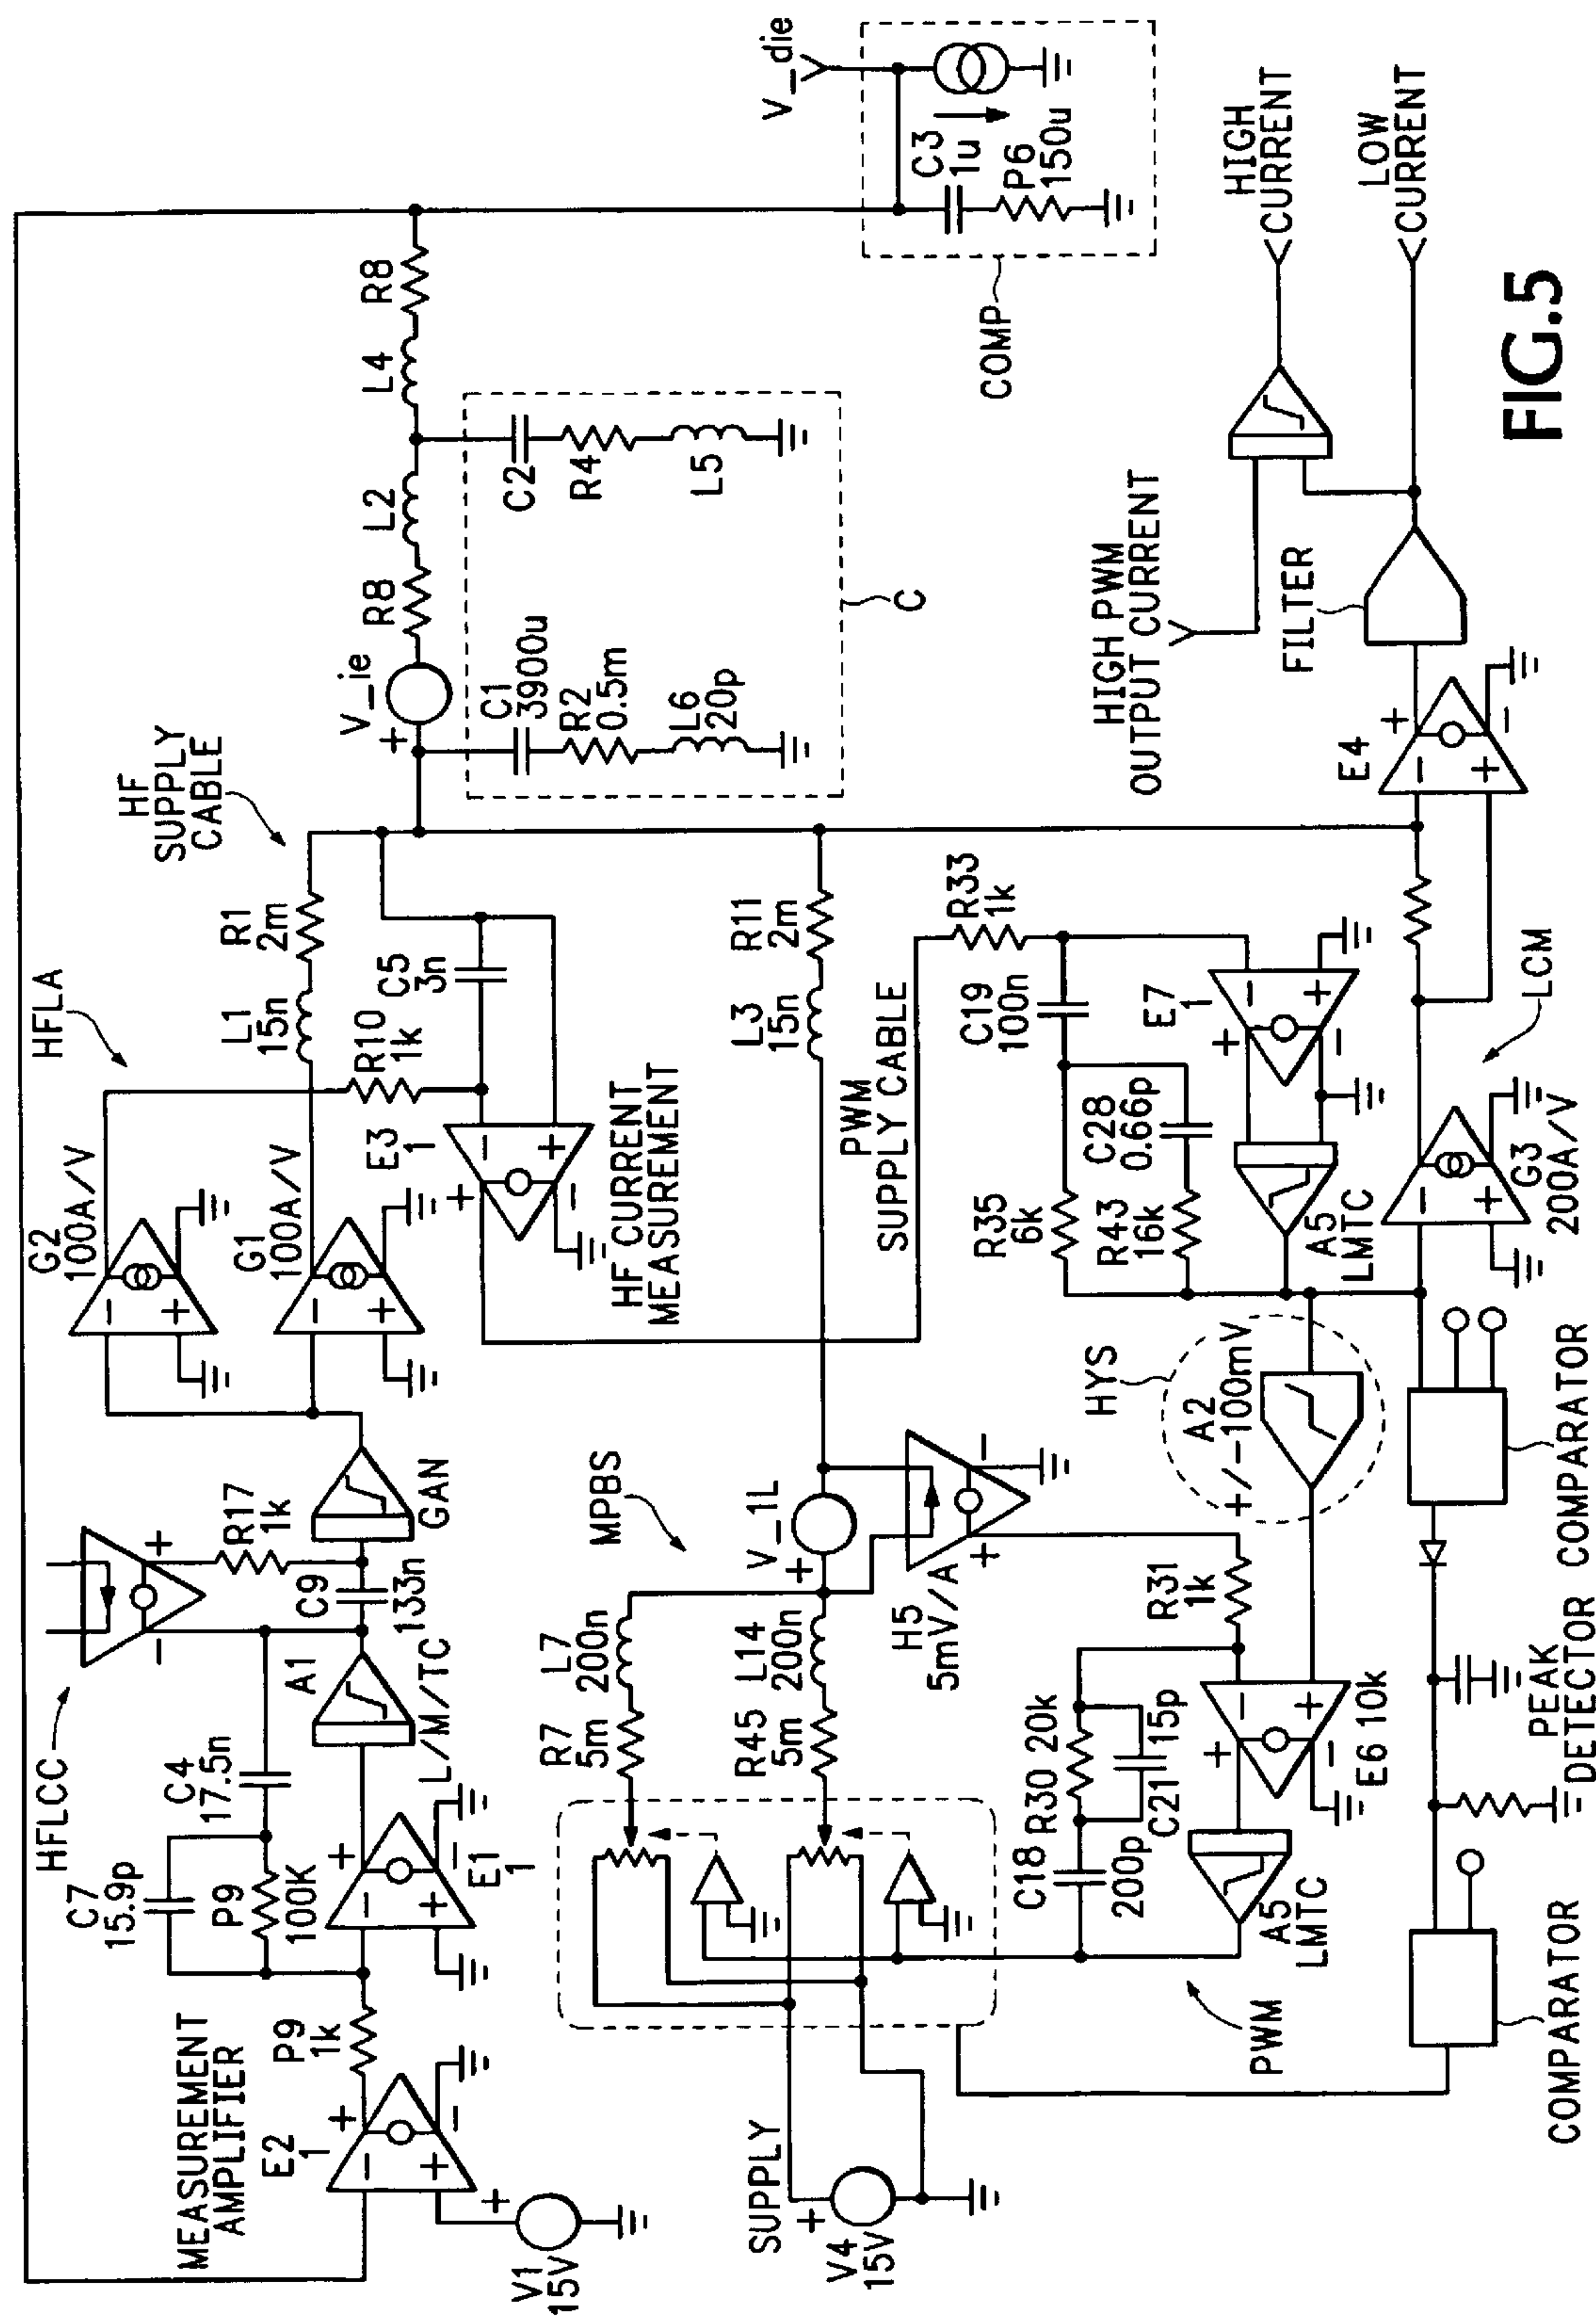 MEASUREMENT
AMPLIFIER
E2
1
V1
15V
P9
1k
C7
15.9p
P9
100K
HFLCC
C4
17.5n
E1
1
A1
L/M/TC
C9
133n
R17
1k
GAN
G2
100A/V
G1
100A/V
HFLA
L1
15n
R1
2m
R10
1k
C5
3n
E3
1
HF CURRENT
MEASUREMENT
HF
SUPPLY
CABLE
V_ie
R8
L2
L4
R8
C1
3900u
R2
0.5m
L6
20p
C2
R4
L5
C
V_die
C3
1u
P6
150u
COMP
SUPPLY
V4
15V
R7
5m
L7
200n
R45
5m
L14
200n
MPBS
V_1L
H5
5mV/A
L3
15n
R11
2m
PWM
SUPPLY CABLE
R33
1k
C19
100n
C28
0.66p
R35
6k
R43
16k
E7
1
A5
LMTC
HYS
A2
+/-100mV
R31
1k
R30 20k
C21
15p
C18
200p
E6 10k
A5
LMTC
PWM
COMPARATOR
PEAK
DETECTOR
COMPARATOR
G3
200A/V
LCM
E4
FILTER
HIGH PWM
OUTPUT CURRENT
HIGH
CURRENT
LOW
CURRENT
FIG.5